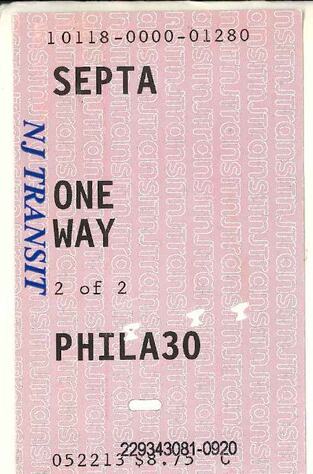 10118-0000-01280
SEPTA
NJ TRANSIT
ONE
WAY
2 of 2
PHILA30
229343081-0920
052213 $8.75 C